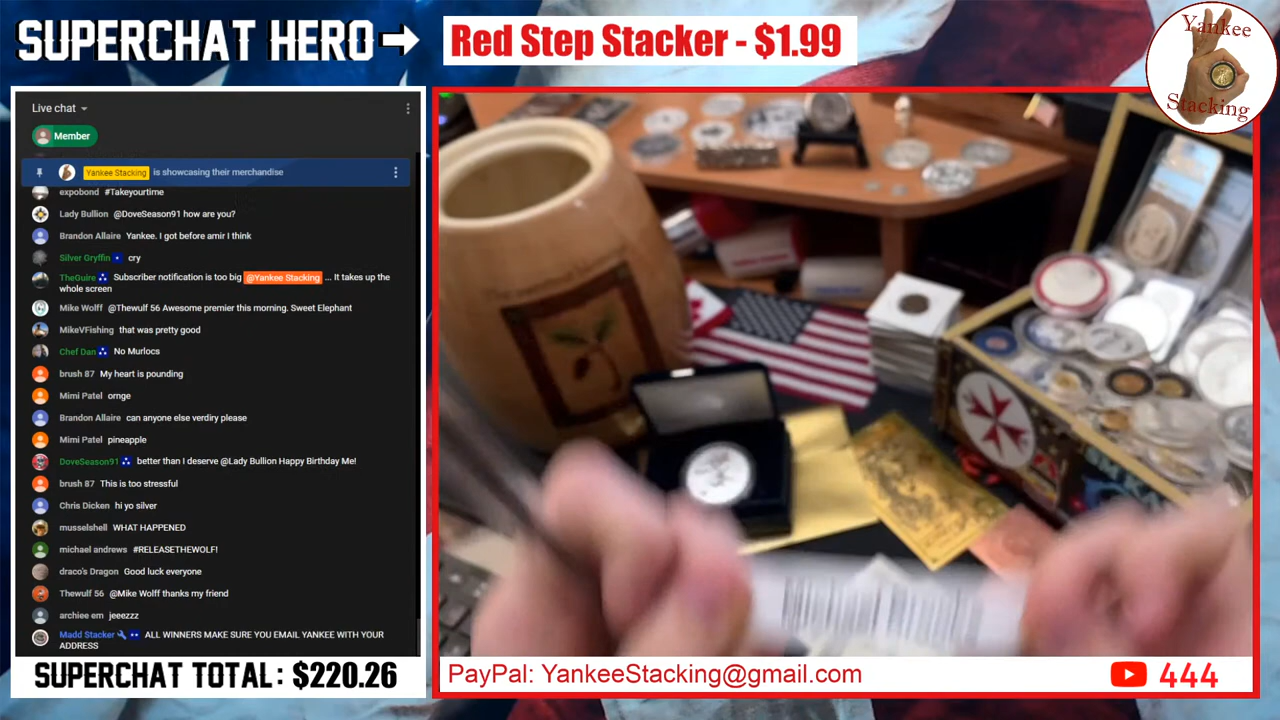 SUPERCHAT HERO
Red Step Stacker - $1.99
Yankee
Stacking
Live chat
Member
Yankee Stacking is showcasing their merchandise
expobond #Takeyourtime
Lady Bullion @DoveSeason91 how are you?
Brandon Allaire Yankee. I got before amir I think
Silver Gryffin cry
TheGuire Subscriber notification is too big @Yankee Stacking ... It takes up the
whole screen
Mike Wolff @Thewulf 56 Awesome premier this morning. Sweet Elephant
MikeVFishing that was pretty good
Chef Dan No Murlocs
brush 87 My heart is pounding
Mimi Patel ornge
Brandon Allaire can anyone else verdiry please
Mimi Patel pineapple
DoveSeason91 better than I deserve @Lady Bullion Happy Birthday Me!
brush 87 This is too stressful
Chris Dicken hi yo silver
musselshell WHAT HAPPENED
michael andrews #RELEASETHEWOLF!
draco's Dragon Good luck everyone
Thewulf 56 @Mike Wolff thanks my friend
archiee em jeeezzz
Madd Stacker ALL WINNERS MAKE SURE YOU EMAIL YANKEE WITH YOUR
ADDRESS
SUPERCHAT TOTAL: $220.26
PayPal: YankeeStacking@gmail.com
444